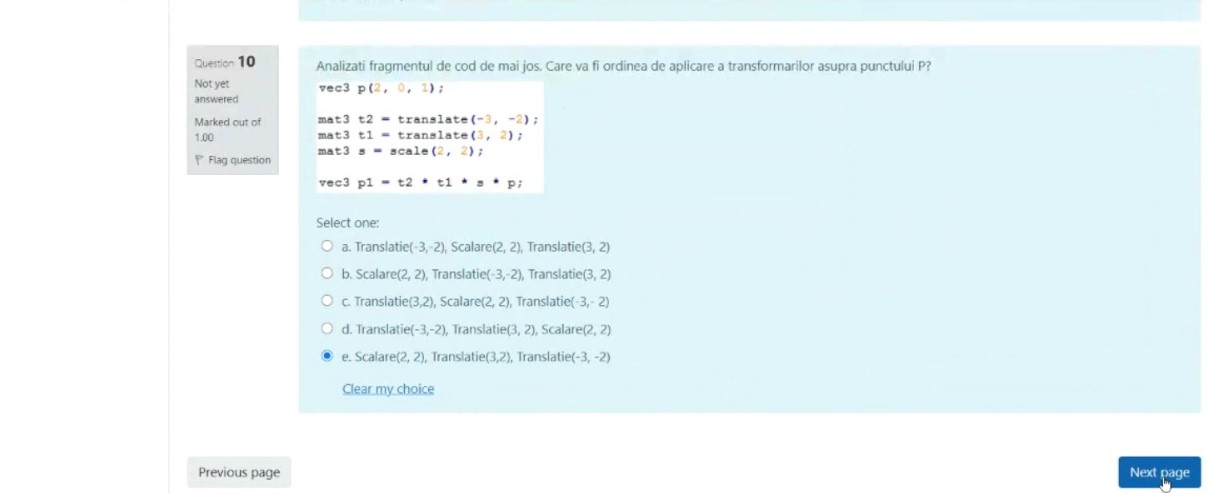 Question 10
Not yet
answered
Marked out of
1.00
Flag question
Analizati fragmentul de cod de mai jos. Care va fi ordinea de aplicare a transformarilor asupra punctului P?
vec3 p(2, 0, 1);
mat3 t2 = translate(-3, -2);
mat3 t1 = translate(3, 2);
mat3 s = scale(2, 2);
vec3 p1 = t2 * t1 * s * p;
Select one:
a. Translatie(-3,-2), Scalare(2, 2), Translatie(3, 2)
b. Scalare(2, 2), Translatie(-3,-2), Translatie(3, 2)
c. Translatie(3,2), Scalare(2, 2), Translatie(-3,- 2)
d. Translatie(-3,-2), Translatie(3, 2), Scalare(2, 2)
e. Scalare(2, 2), Translatie(3,2), Translatie(-3, -2)
Clear my choice
Previous page
Next page